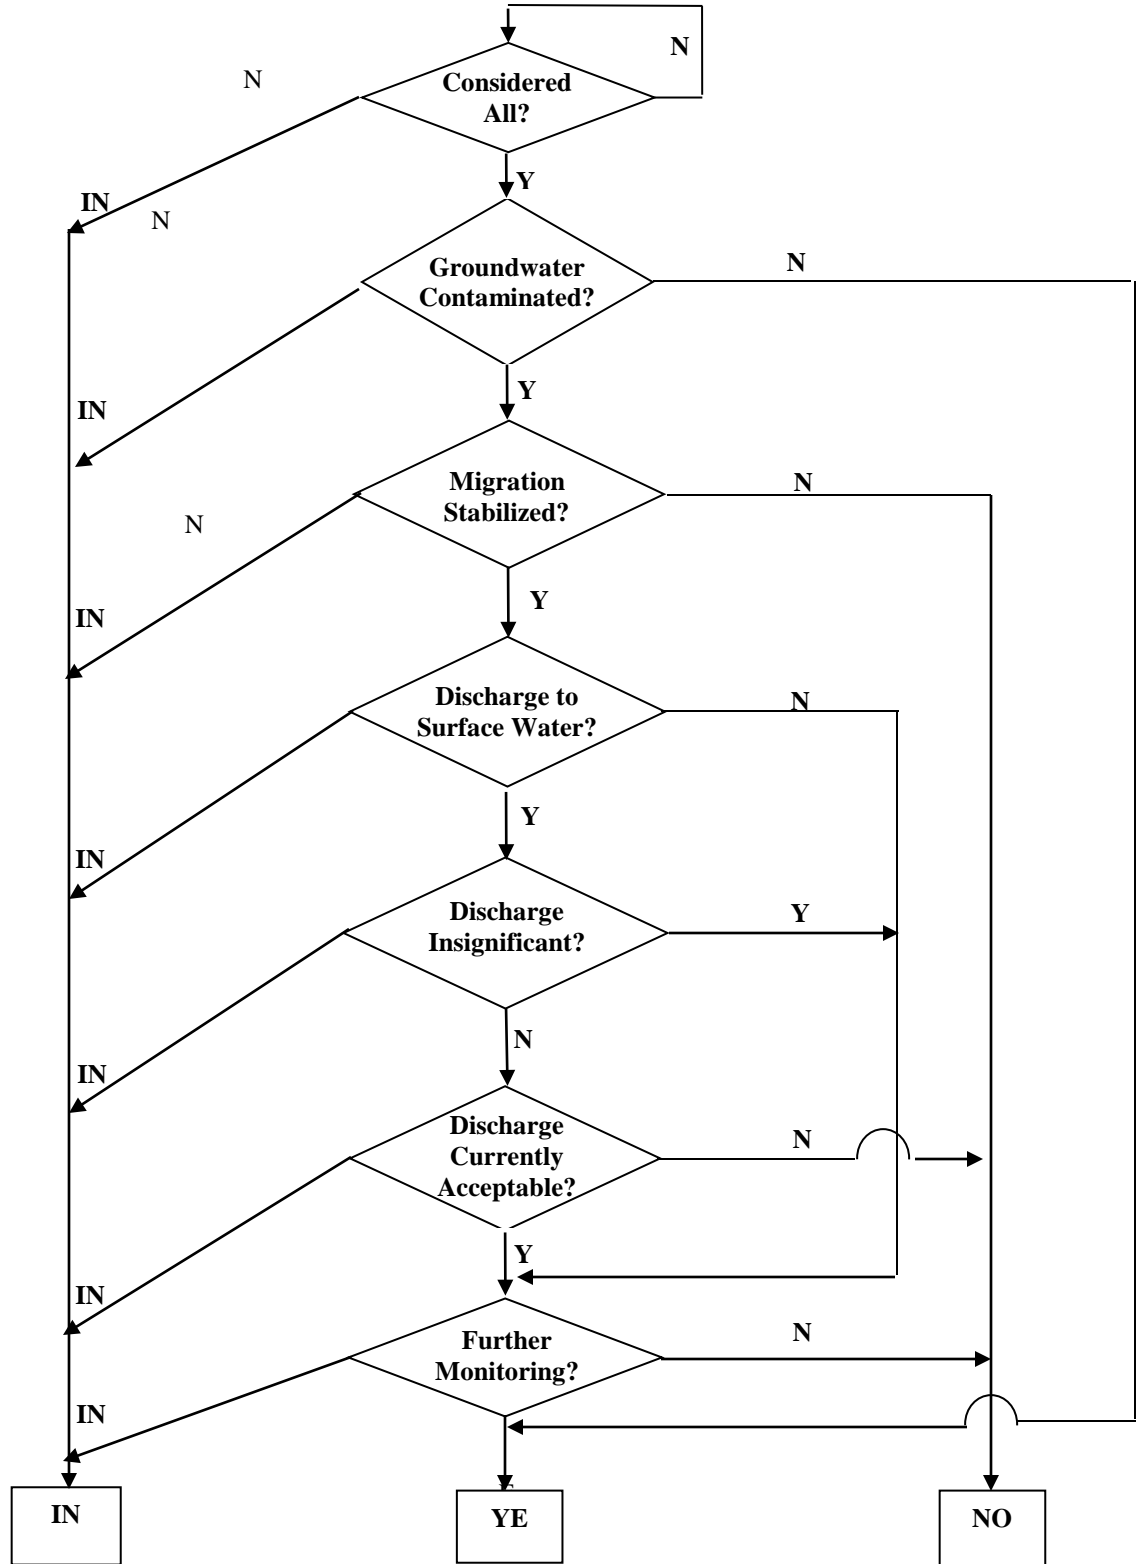 N
N
Considered
All?
IN
N
Y
Groundwater
Contaminated?
N
IN
Y
Migration
Stabilized?
N
N
IN
Y
Discharge to
Surface Water?
N
IN
Y
Discharge
Insignificant?
Y
IN
N
Discharge
Currently
Acceptable?
N
IN
Y
Further
Monitoring?
N
IN
IN
YE
NO